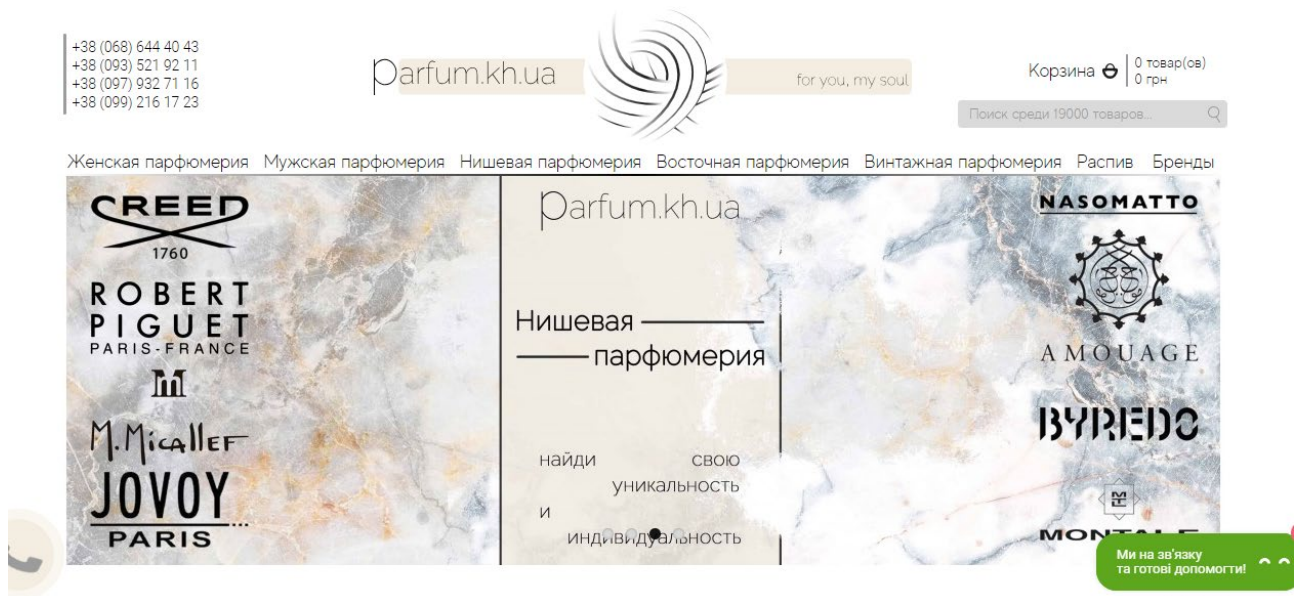 +38 (068) 644 40 43
+38 (093) 521 92 11
+38 (097) 932 71 16
+38 (099) 216 17 23
parfum.kh.ua
for you, my soul
Корзина
0 товар(ов)
0 грн
Поиск среди 19000 товаров...
Женская парфюмерия Мужская парфюмерия Нишевая парфюмерия Восточная парфюмерия Винтажная парфюмерия Распив Бренды
CREED
1760
ROBERT
PIGUET
PARIS-FRANCE
M.MICALLEF
JOVOY
PARIS
parfum.kh.ua
Нишевая
парфюмерия
найди свою
уникальность
и
индивидуальность
NASOMATTO
AMOUAGE
BYREDO
MONTALE
Ми на зв'язку
та готові допомогти!